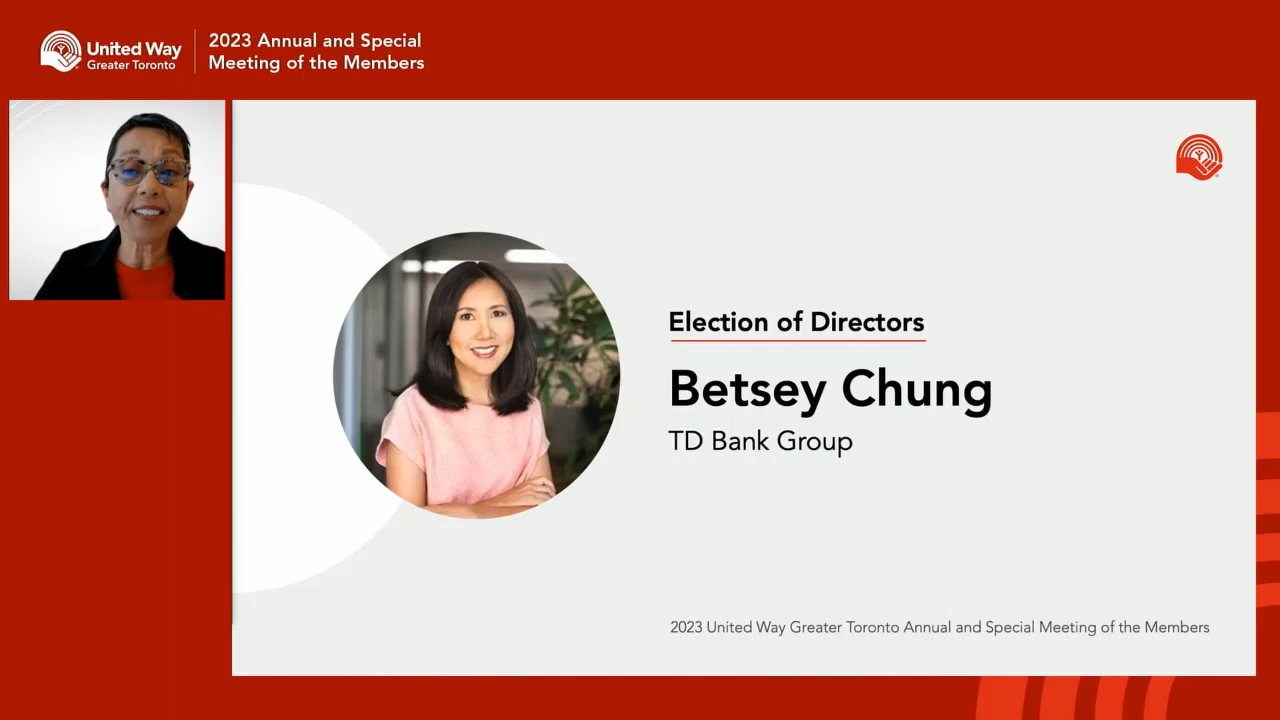 United Way
Greater Toronto
2023 Annual and Special
Meeting of the Members
Election of Directors
Betsey Chung
TD Bank Group
2023 United Way Greater Toronto Annual and Special Meeting of the Members